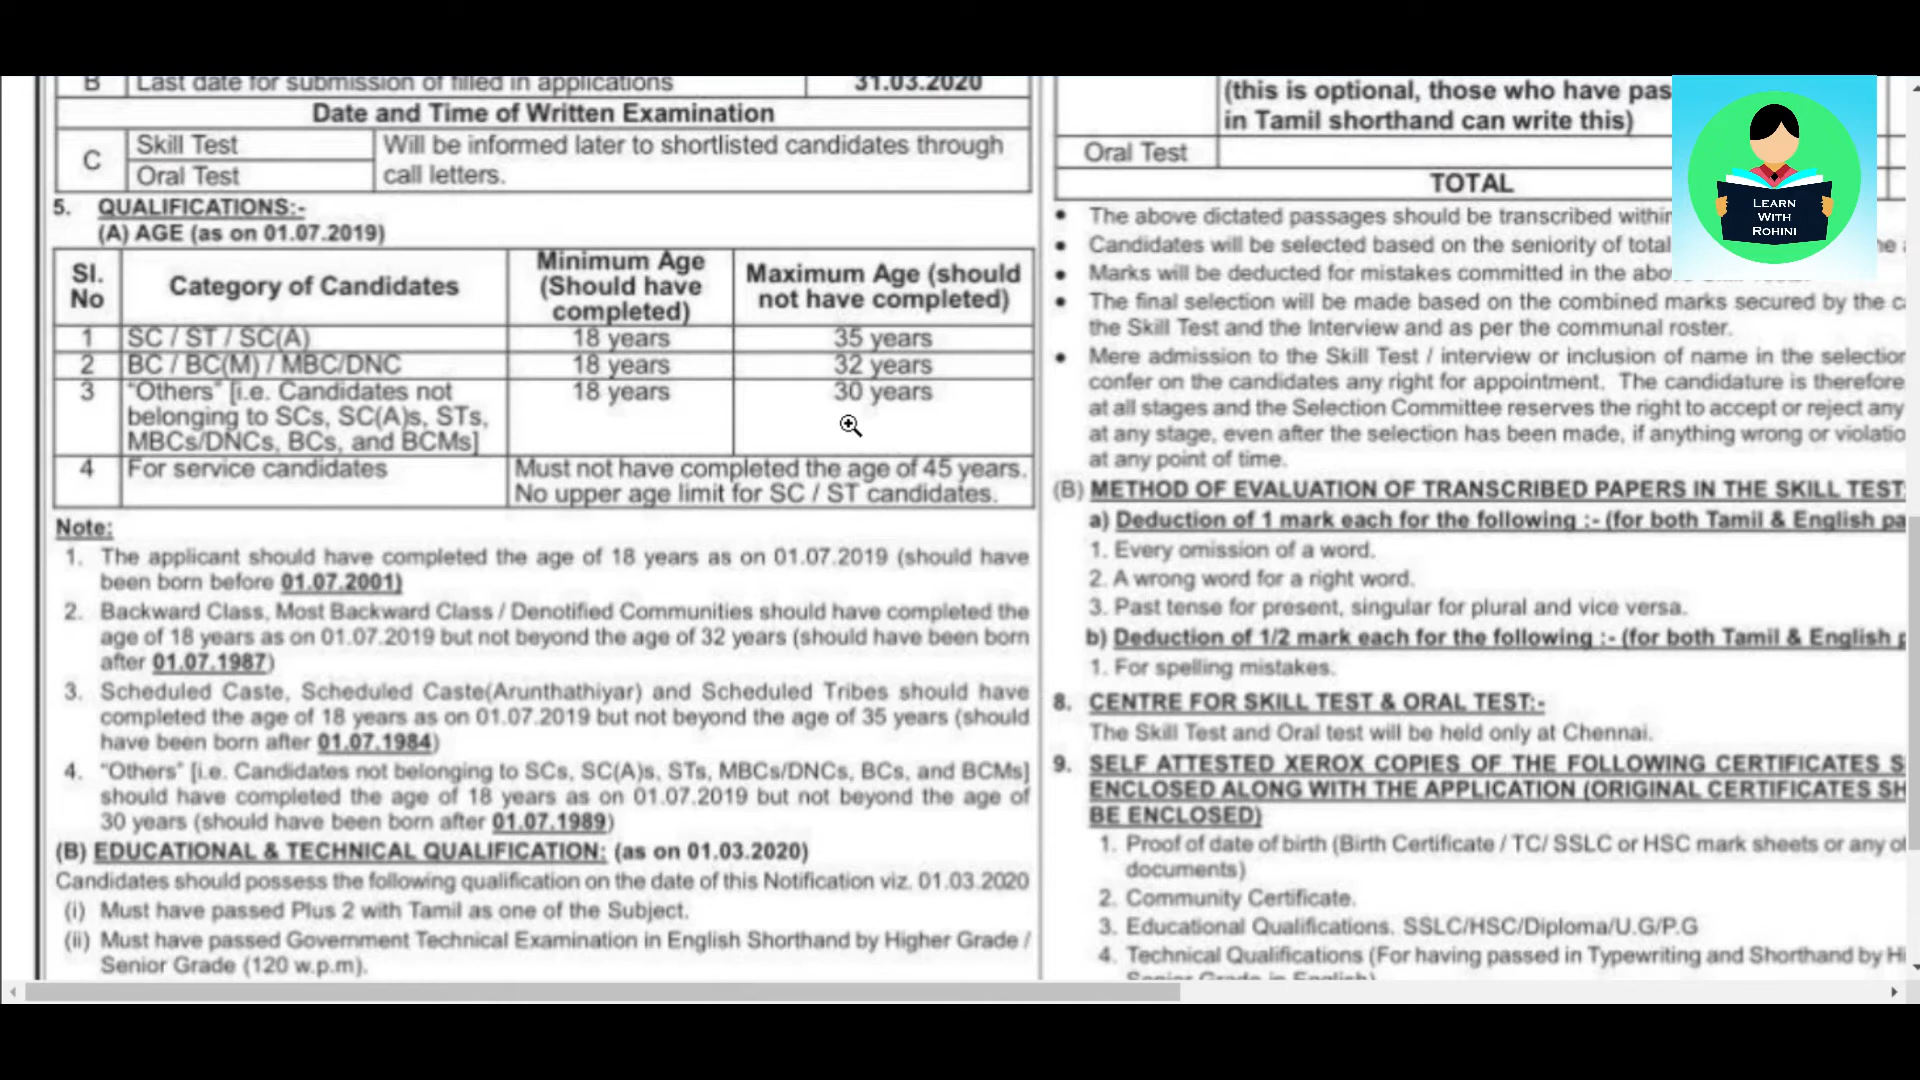 B Last date for submission of filled in applications 31.03.2020
Date and Time of Written Examination
C Skill Test Will be informed later to shortlisted candidates through
Oral Test call letters.
5. QUALIFICATIONS:-
(A) AGE (as on 01.07.2019)
Sl. No Category of Candidates Minimum Age (Should have completed) Maximum Age (should not have completed)
1 SC / ST / SC(A) 18 years 35 years
2 BC / BC(M) / MBC/DNC 18 years 32 years
3 "Others" [i.e. Candidates not 18 years 30 years
belonging to SCs, SC(A)s, STs,
MBCs/DNCs, BCs, and BCMs]
4 For service candidates Must not have completed the age of 45 years.
No upper age limit for SC / ST candidates.
Note:
1. The applicant should have completed the age of 18 years as on 01.07.2019 (should have
been born before 01.07.2001)
2. Backward Class, Most Backward Class / Denotified Communities should have completed the
age of 18 years as on 01.07.2019 but not beyond the age of 32 years (should have been born
after 01.07.1987)
3. Scheduled Caste, Scheduled Caste(Arunthathiyar) and Scheduled Tribes should have
completed the age of 18 years as on 01.07.2019 but not beyond the age of 35 years (should
have been born after 01.07.1984)
4. "Others" [i.e. Candidates not belonging to SCs, SC(A)s, STs, MBCs/DNCs, BCs, and BCMs]
should have completed the age of 18 years as on 01.07.2019 but not beyond the age of
30 years (should have been born after 01.07.1989)
(B) EDUCATIONAL & TECHNICAL QUALIFICATION: (as on 01.03.2020)
Candidates should possess the following qualification on the date of this Notification viz. 01.03.2020
(i) Must have passed Plus 2 with Tamil as one of the Subject.
(ii) Must have passed Government Technical Examination in English Shorthand by Higher Grade /
Senior Grade (120 w.p.m).
(this is optional, those who have pas
in Tamil shorthand can write this)
Oral Test
TOTAL
• The above dictated passages should be transcribed within
• Candidates will be selected based on the seniority of total
• Marks will be deducted for mistakes committed in the abo
• The final selection will be made based on the combined marks secured by the ca
the Skill Test and the Interview and as per the communal roster.
• Mere admission to the Skill Test / interview or inclusion of name in the selection
confer on the candidates any right for appointment. The candidature is therefore
at all stages and the Selection Committee reserves the right to accept or reject any
at any stage, even after the selection has been made, if anything wrong or violatio
at any point of time.
(B) METHOD OF EVALUATION OF TRANSCRIBED PAPERS IN THE SKILL TEST
a) Deduction of 1 mark each for the following :- (for both Tamil & English pa
1. Every omission of a word.
2. A wrong word for a right word.
3. Past tense for present, singular for plural and vice versa.
b) Deduction of 1/2 mark each for the following :- (for both Tamil & English p
1. For spelling mistakes.
8. CENTRE FOR SKILL TEST & ORAL TEST:-
The Skill Test and Oral test will be held only at Chennai.
9. SELF ATTESTED XEROX COPIES OF THE FOLLOWING CERTIFICATES S
ENCLOSED ALONG WITH THE APPLICATION (ORIGINAL CERTIFICATES SH
BE ENCLOSED)
1. Proof of date of birth (Birth Certificate / TC/ SSLC or HSC mark sheets or any ot
documents)
2. Community Certificate.
3. Educational Qualifications. SSLC/HSC/Diploma/U.G/P.G
4. Technical Qualifications (For having passed in Typewriting and Shorthand by Hi
Senior Grade in English)
LEARN
With
ROHINI